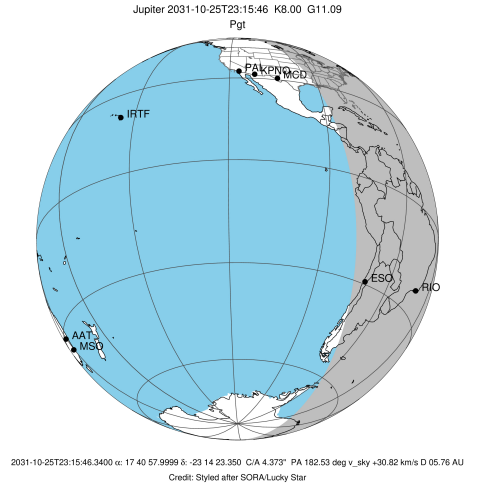 Jupiter 2031-10-25T23:15:46 K8.00 G11.09
Pgt
PAL
KPNO
MCD
IRTF
ESO
RIO
AAT
MSO
2031-10-25T23:15:46.3400 α: 17 40 57.9999 δ: -23 14 23.350 C/A 4.373" PA 182.53 deg v_sky +30.82 km/s D 05.76 AU
Credit: Styled after SORA/Lucky Star